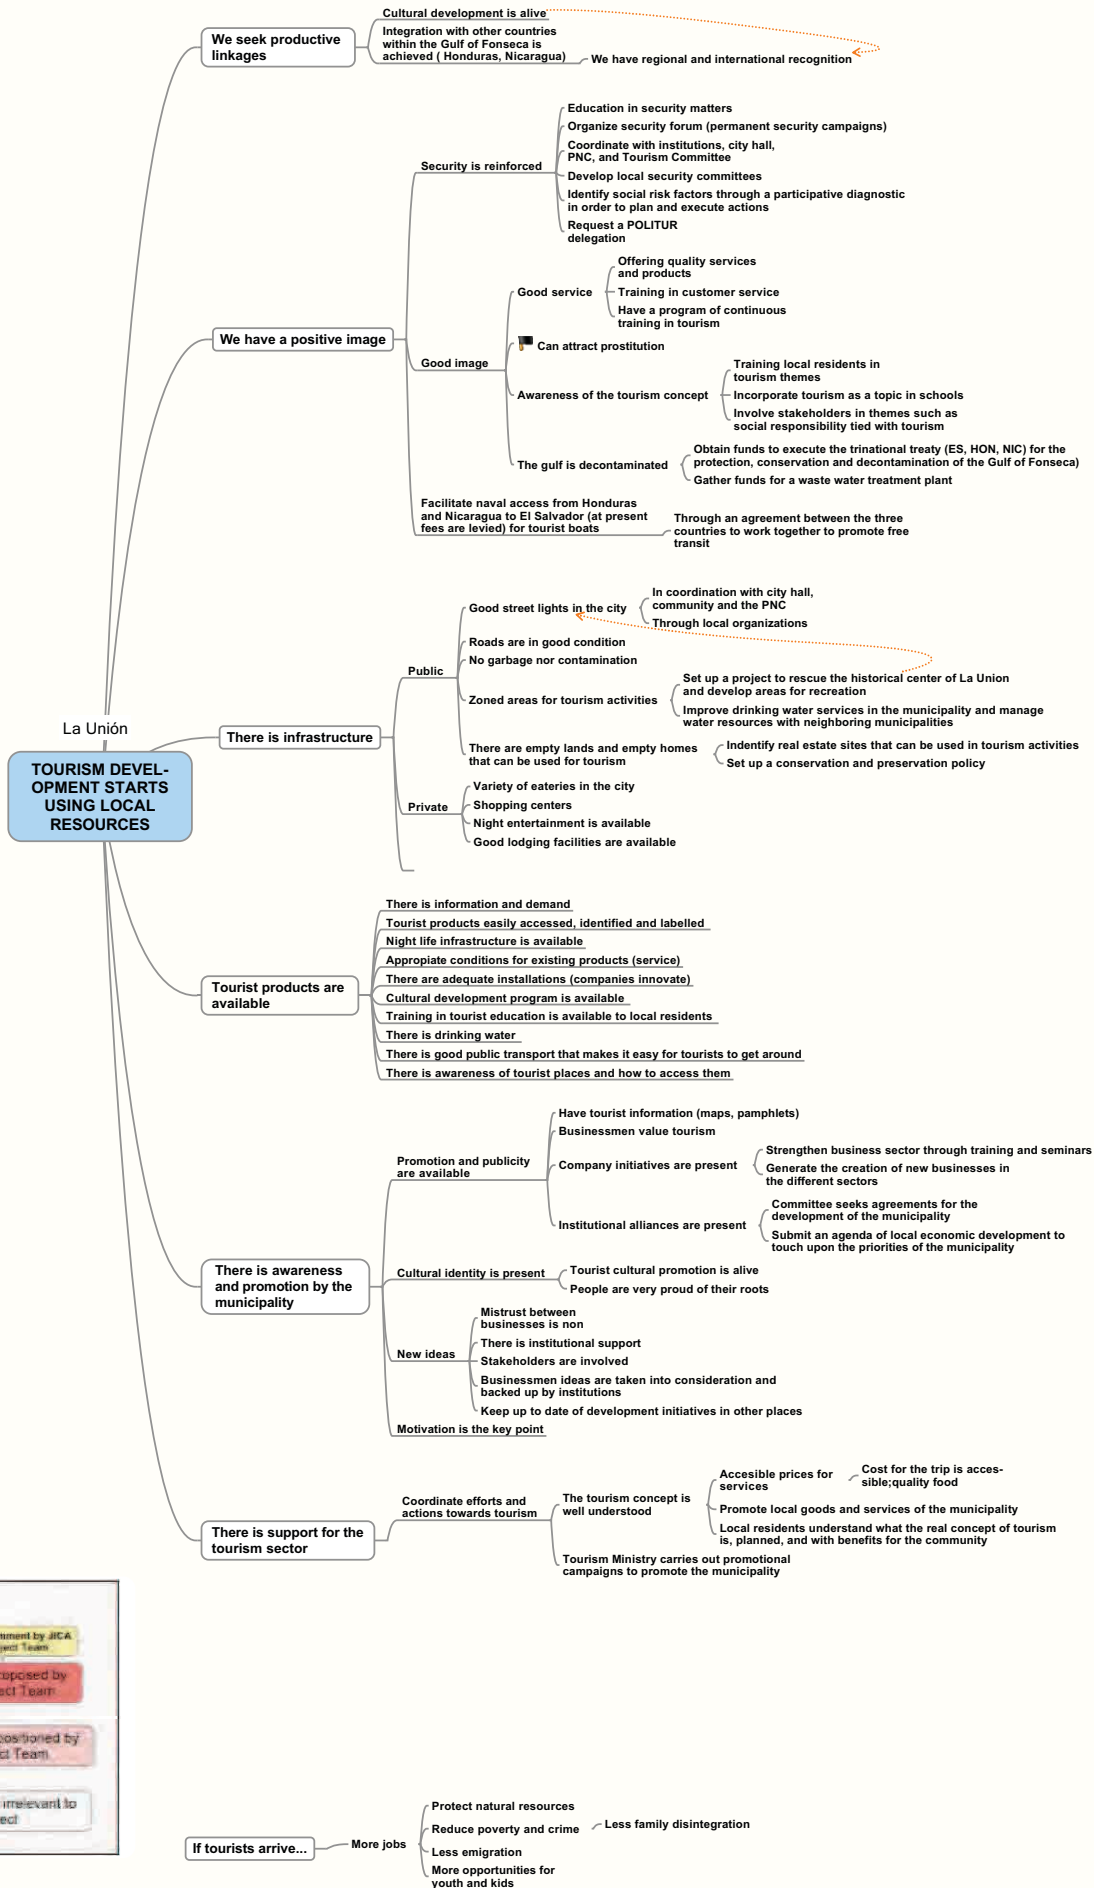 Cultural development is alive
Integration with other countries
within the Gulf of Fonseca is
achieved ( Honduras, Nicaragua)
We have regional and international recognition
We seek productive
linkages
Education in security matters
Organize security forum (permanent security campaigns)
Coordinate with institutions, city hall,
PNC, and Tourism Committee
Security is reinforced
Develop local security committees
Identify social risk factors through a participative diagnostic
in order to plan and execute actions
Request a POLITUR
delegation
Offering quality services
and products
Good service
Training in customer service
Have a program of continuous
training in tourism
We have a positive image
Can attract prostitution
Good image
Training local residents in
tourism themes
Awareness of the tourism concept
Incorporate tourism as a topic in schools
Involve stakeholders in themes such as
social responsibility tied with tourism
The gulf is decontaminated
Obtain funds to execute the trinational treaty (ES, HON, NIC) for the
protection, conservation and decontamination of the Gulf of Fonseca)
Gather funds for a waste water treatment plant
Facilitate naval access from Honduras
and Nicaragua to El Salvador (at present
fees are levied) for tourist boats
Through an agreement between the three
countries to work together to promote free
transit
In coordination with city hall,
community and the PNC
Good street lights in the city
Through local organizations
Roads are in good condition
No garbage nor contamination
Public
Set up a project to rescue the historical center of La Union
and develop areas for recreation
Zoned areas for tourism activities
Improve drinking water services in the municipality and manage
water resources with neighboring municipalities
La Unión
There is infrastructure
There are empty lands and empty homes
that can be used for tourism
Indentify real estate sites that can be used in tourism activities
Set up a conservation and preservation policy
TOURISM DEVEL-
OPMENT STARTS
USING LOCAL
RESOURCES
Variety of eateries in the city
Private
Shopping centers
Night entertainment is available
Good lodging facilities are available
There is information and demand
Tourist products easily accessed, identified and labelled
Night life infrastructure is available
Appropiate conditions for existing products (service)
There are adequate installations (companies innovate)
Tourist products are
available
Cultural development program is available
Training in tourist education is available to local residents
There is drinking water
There is good public transport that makes it easy for tourists to get around
There is awareness of tourist places and how to access them
Have tourist information (maps, pamphlets)
Businessmen value tourism
Promotion and publicity
are available
Company initiatives are present
Strengthen business sector through training and seminars
Generate the creation of new businesses in
the different sectors
Institutional alliances are present
Committee seeks agreements for the
development of the municipality
Submit an agenda of local economic development to
touch upon the priorities of the municipality
There is awareness
and promotion by the
municipality
Cultural identity is present
Tourist cultural promotion is alive
People are very proud of their roots
Mistrust between
businesses is non
There is institutional support
New ideas
Stakeholders are involved
Businessmen ideas are taken into consideration and
backed up by institutions
Keep up to date of development initiatives in other places
Motivation is the key point
Coordinate efforts and
actions towards tourism
The tourism concept is
well understood
Accesible prices for
services
Cost for the trip is acces-
sible;quality food
Promote local goods and services of the municipality
Local residents understand what the real concept of tourism
is, planned, and with benefits for the community
There is support for the
tourism sector
Tourism Ministry carries out promotional
campaigns to promote the municipality
by JICA
Team
by
Team
by
Team
irrelevant to
If tourists arrive...
More jobs
Protect natural resources
Reduce poverty and crime
Less family disintegration
Less emigration
More opportunities for
youth and kids